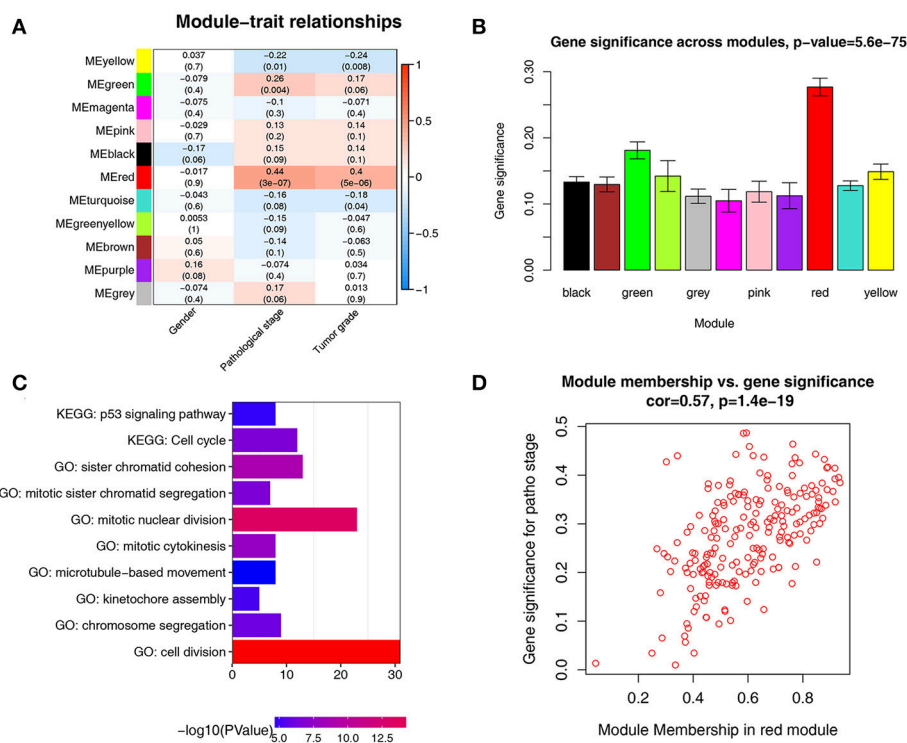 A
Module−trait relationships
MEyellow 0.037 −0.22 −0.24
(0.7) (0.01) (0.008)
MEgreen −0.079 0.26 0.17
(0.4) (0.004) (0.06)
MEmagenta −0.075 −0.1 −0.071
(0.4) (0.3) (0.4)
MEpink −0.029 0.13 0.14
(0.7) (0.2) (0.1)
MEblack −0.17 0.15 0.14
(0.06) (0.09) (0.1)
MEred −0.017 0.44 0.4
(0.9) (3e−07) (5e−06)
MEturquoise −0.043 −0.16 −0.18
(0.6) (0.08) (0.04)
MEgreenyellow 0.0053 −0.15 −0.047
(1) (0.09) (0.6)
MEbrown 0.05 −0.14 −0.063
(0.6) (0.1) (0.5)
MEpurple 0.16 −0.074 0.034
(0.08) (0.4) (0.7)
MEgrey −0.074 0.17 0.013
(0.4) (0.06) (0.9)
Gender Pathological stage Tumor grade
1
0.5
0
−0.5
−1
B
Gene significance across modules, p−value=5.6e−75
Gene significance
0.30
0.20
0.10
0.00
black green grey pink red yellow
Module
C
KEGG: p53 signaling pathway
KEGG: Cell cycle
GO: sister chromatid cohesion
GO: mitotic sister chromatid segregation
GO: mitotic nuclear division
GO: mitotic cytokinesis
GO: microtubule−based movement
GO: kinetochore assembly
GO: chromosome segregation
GO: cell division
0 10 20 30
−log10(PValue)
5.0 7.5 10.0 12.5
D
Module membership vs. gene significance
cor=0.57, p=1.4e−19
Gene significance for patho stage
0.5
0.4
0.3
0.2
0.1
0.0
0.2 0.4 0.6 0.8
Module Membership in red module